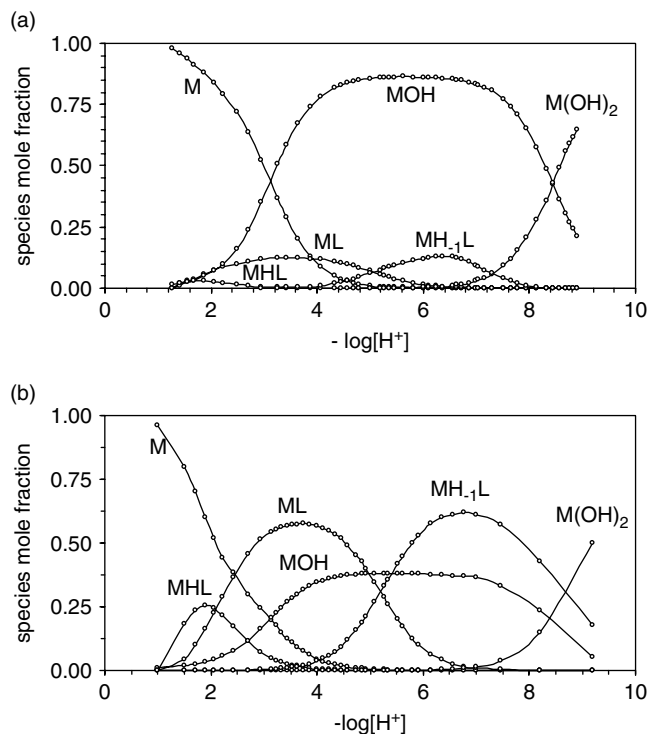 (a)
1.00
0.75
0.50
0.25
0.00
species mole fraction
M
MOH
M(OH)₂
ML
MH₋₁L
MHL
0 2 4 6 8 10
- log[H⁺]
(b)
1.00
0.75
0.50
0.25
0.00
species mole fraction
M
ML
MH₋₁L
M(OH)₂
MOH
MHL
0 2 4 6 8 10
-log[H⁺]